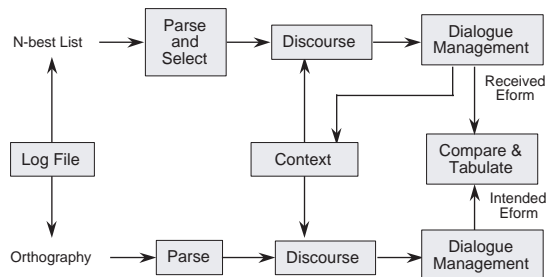 N-best List
Parse
and
Select
Discourse
Dialogue
Management
Received
Eform
Log File
Context
Compare &
Tabulate
Intended
Eform
Orthography
Parse
Discourse
Dialogue
Management